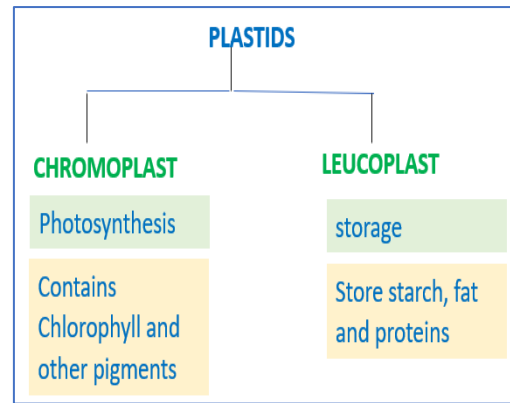 PLASTIDS
CHROMOPLAST
Photosynthesis
Contains
Chlorophyll and
other pigments
LEUCOPLAST
storage
Store starch, fat
and proteins